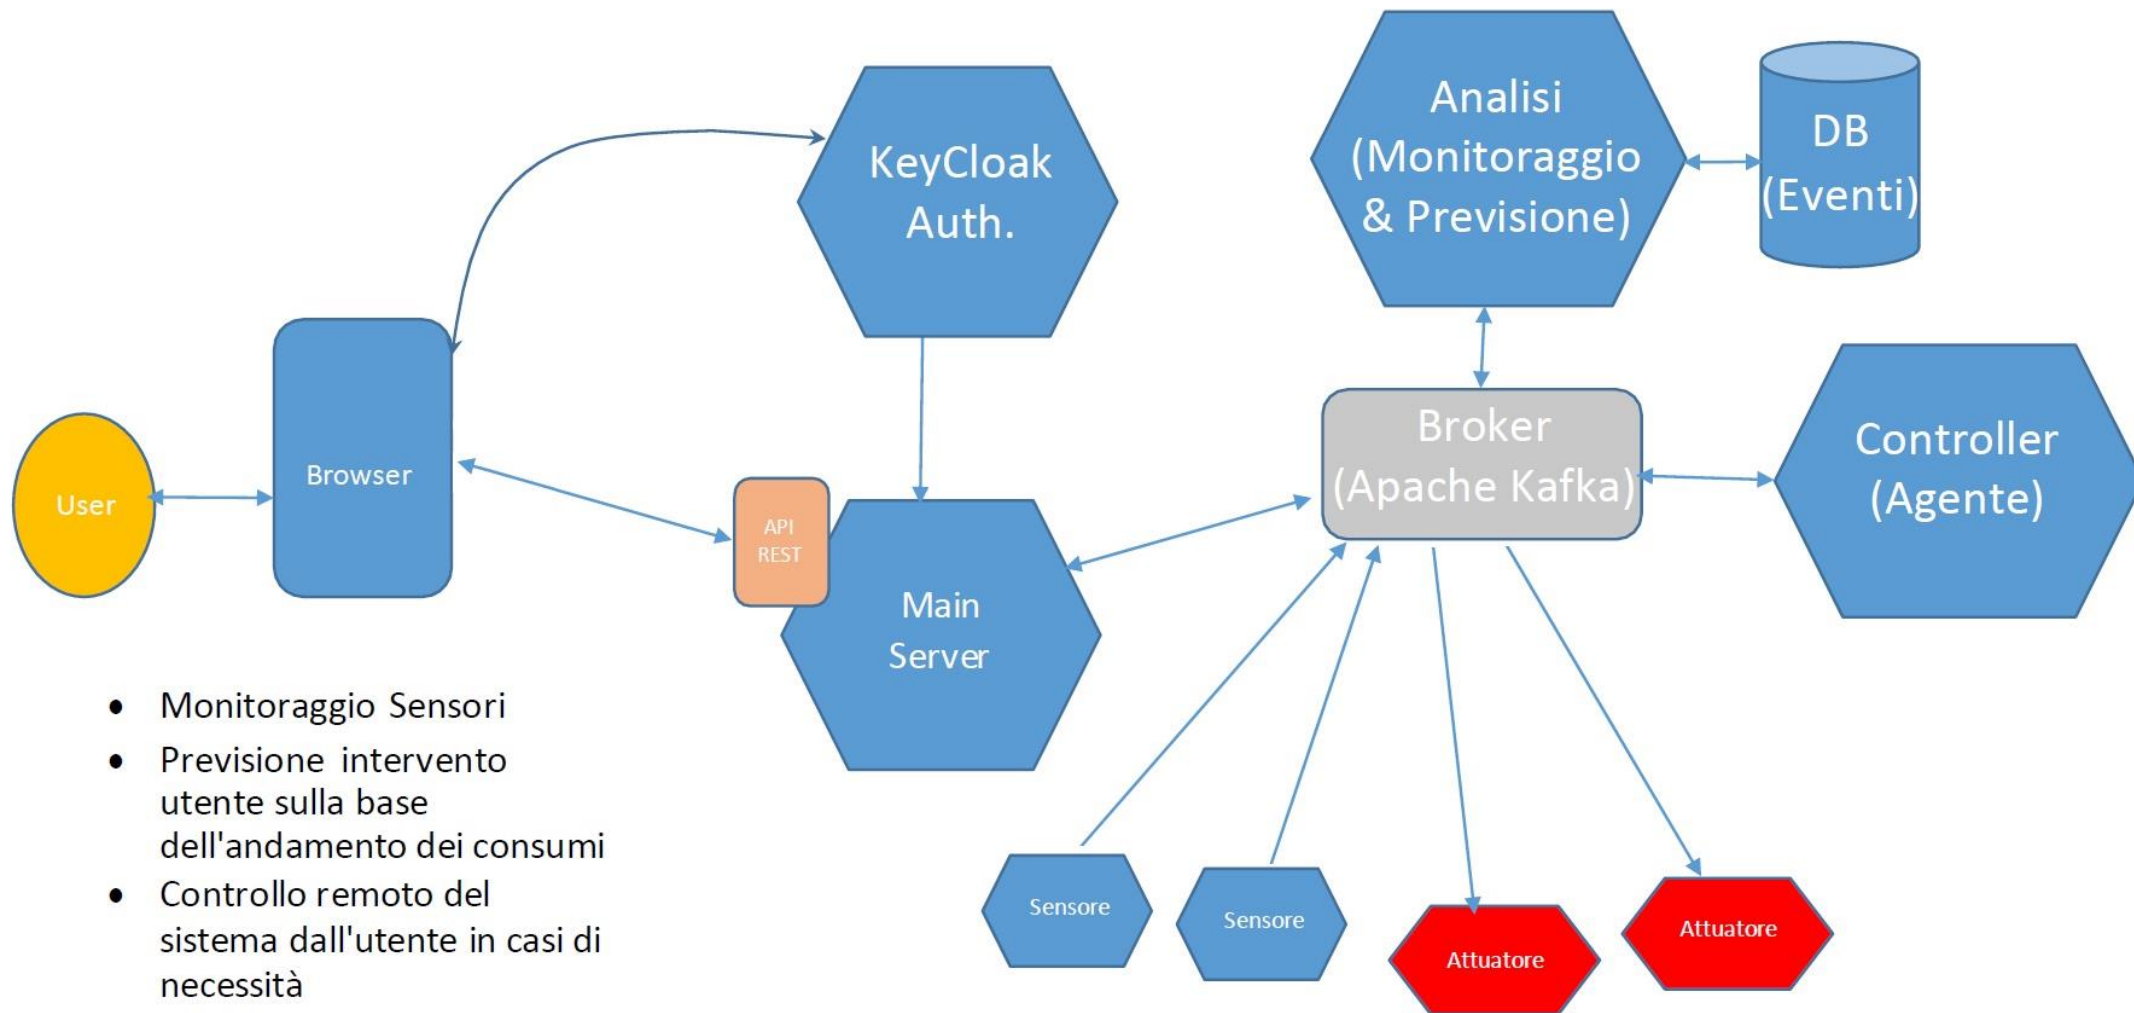 KeyCloak
Auth.
Analisi
(Monitoraggio
& Previsione)
DB
(Eventi)
User
Browser
API
REST
Main
Server
Broker
(Apache Kafka)
Controller
(Agente)
Sensore
Sensore
Attuatore
Attuatore
• Monitoraggio Sensori
• Previsione intervento
utente sulla base
dell'andamento dei consumi
• Controllo remoto del
sistema dall'utente in casi di
necessità